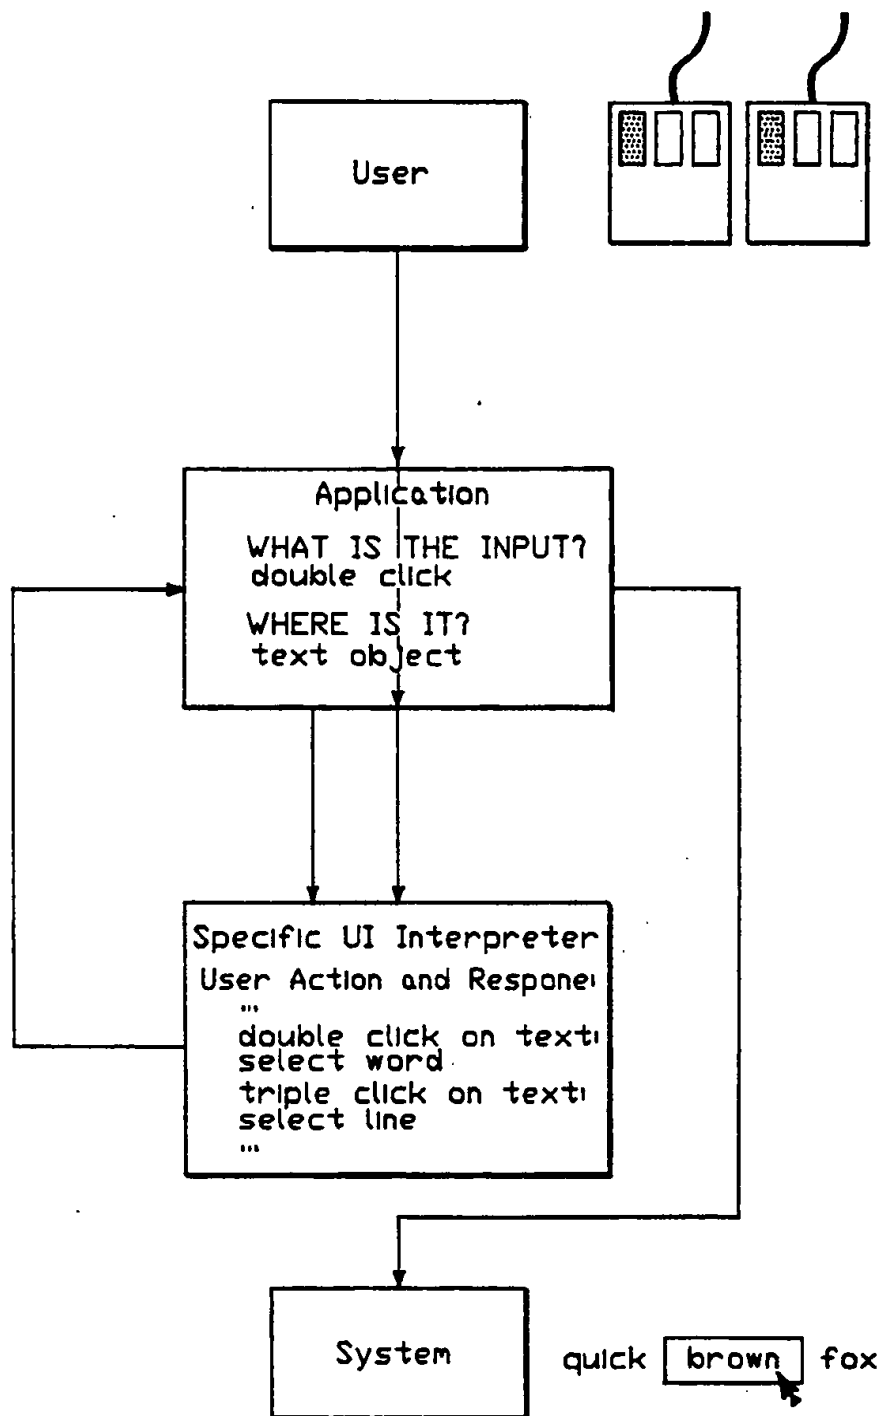 User
Application
WHAT IS THE INPUT?
double click
WHERE IS IT?
text object
Specific UI Interpreter
User Action and Respone:
...
double click on text:
select word
triple click on text:
select line
...
System
quick brown fox